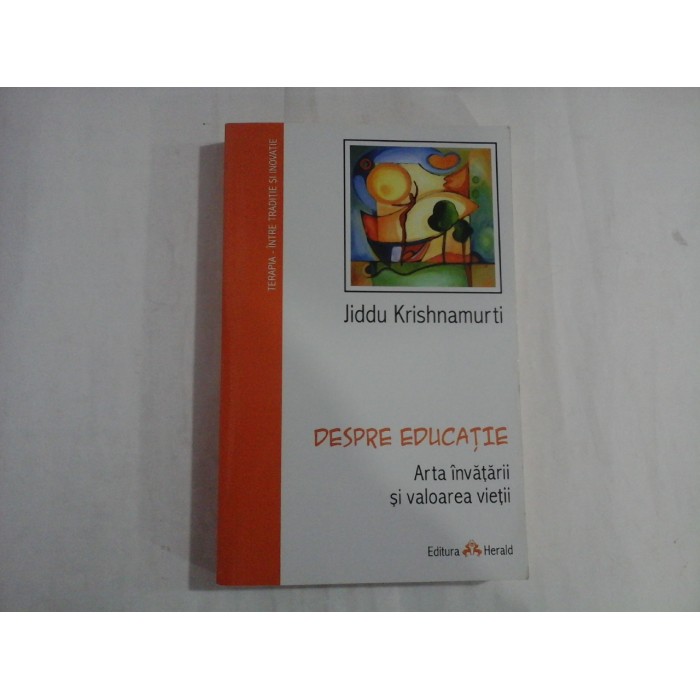 TERAPIA - ÎNTRE TRADIȚIE ȘI INOVAȚIE
Jiddu Krishnamurti
DESPRE EDUCAȚIE
Arta învățării
și valoarea vieții
Editura Herald